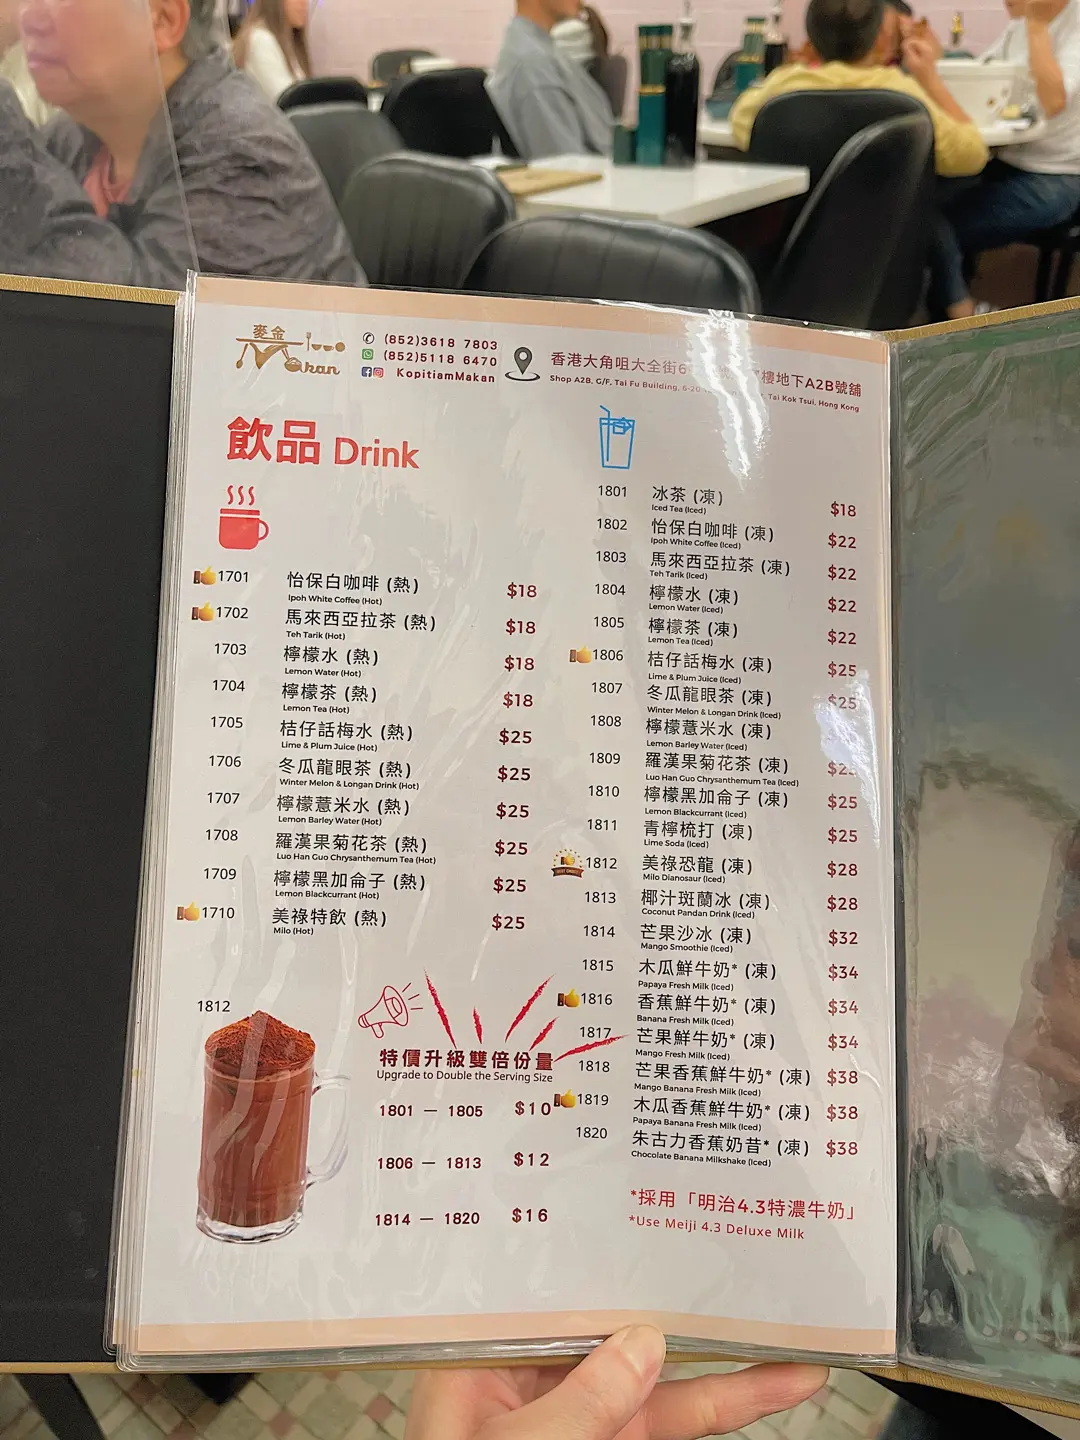 麥金
Makan
(852)3618 7803
(852)5118 6470
KopitiamMakan
香港大角咀大全街6 樓地下A2B號舖
Shop A2B, G/F, Tai Fu Building, 6-20 Tai Kok Tsui, Hong Kong
飲品 Drink
1701 怡保白咖啡 (熱) $18
Ipoh White Coffee (Hot)
1702 馬來西亞拉茶 (熱) $18
Teh Tarik (Hot)
1703 檸檬水 (熱) $18
Lemon Water (Hot)
1704 檸檬茶 (熱) $18
Lemon Tea (Hot)
1705 桔仔話梅水 (熱) $25
Lime & Plum Juice (Hot)
1706 冬瓜龍眼茶 (熱) $25
Winter Melon & Longan Drink (Hot)
1707 檸檬薏米水 (熱) $25
Lemon Barley Water (Hot)
1708 羅漢果菊花茶 (熱) $25
Luo Han Guo Chrysanthemum Tea (Hot)
1709 檸檬黑加侖子 (熱) $25
Lemon Blackcurrant (Hot)
1710 美祿特飲 (熱) $25
Milo (Hot)
1812
特價升級雙倍份量
Upgrade to Double the Serving Size
1801 — 1805 $10
1806 — 1813 $12
1814 — 1820 $16
1801 冰茶 (凍) $18
Iced Tea (Iced)
1802 怡保白咖啡 (凍) $22
Ipoh White Coffee (Iced)
1803 馬來西亞拉茶 (凍) $22
Teh Tarik (Iced)
1804 檸檬水 (凍) $22
Lemon Water (Iced)
1805 檸檬茶 (凍) $22
Lemon Tea (Iced)
1806 桔仔話梅水 (凍) $25
Lime & Plum Juice (Iced)
1807 冬瓜龍眼茶 (凍) $25
Winter Melon & Longan Drink (Iced)
1808 檸檬薏米水 (凍)
Lemon Barley Water (Iced)
1809 羅漢果菊花茶 (凍) $25
Luo Han Guo Chrysanthemum Tea (Iced)
1810 檸檬黑加侖子 (凍) $25
Lemon Blackcurrant (Iced)
1811 青檸梳打 (凍) $25
Lime Soda (Iced)
1812 美祿恐龍 (凍) $28
Milo Dianosaur (Iced)
1813 椰汁斑蘭冰 (凍) $28
Coconut Pandan Drink (Iced)
1814 芒果沙冰 (凍) $32
Mango Smoothie (Iced)
1815 木瓜鮮牛奶* (凍) $34
Papaya Fresh Milk (Iced)
1816 香蕉鮮牛奶* (凍) $34
Banana Fresh Milk (Iced)
1817 芒果鮮牛奶* (凍) $34
Mango Fresh Milk (Iced)
1818 芒果香蕉鮮牛奶* (凍) $38
Mango Banana Fresh Milk (Iced)
1819 木瓜香蕉鮮牛奶* (凍) $38
Papaya Banana Fresh Milk (Iced)
1820 朱古力香蕉奶昔* (凍) $38
Chocolate Banana Milkshake (Iced)
*採用「明治4.3特濃牛奶」
*Use Meiji 4.3 Deluxe Milk